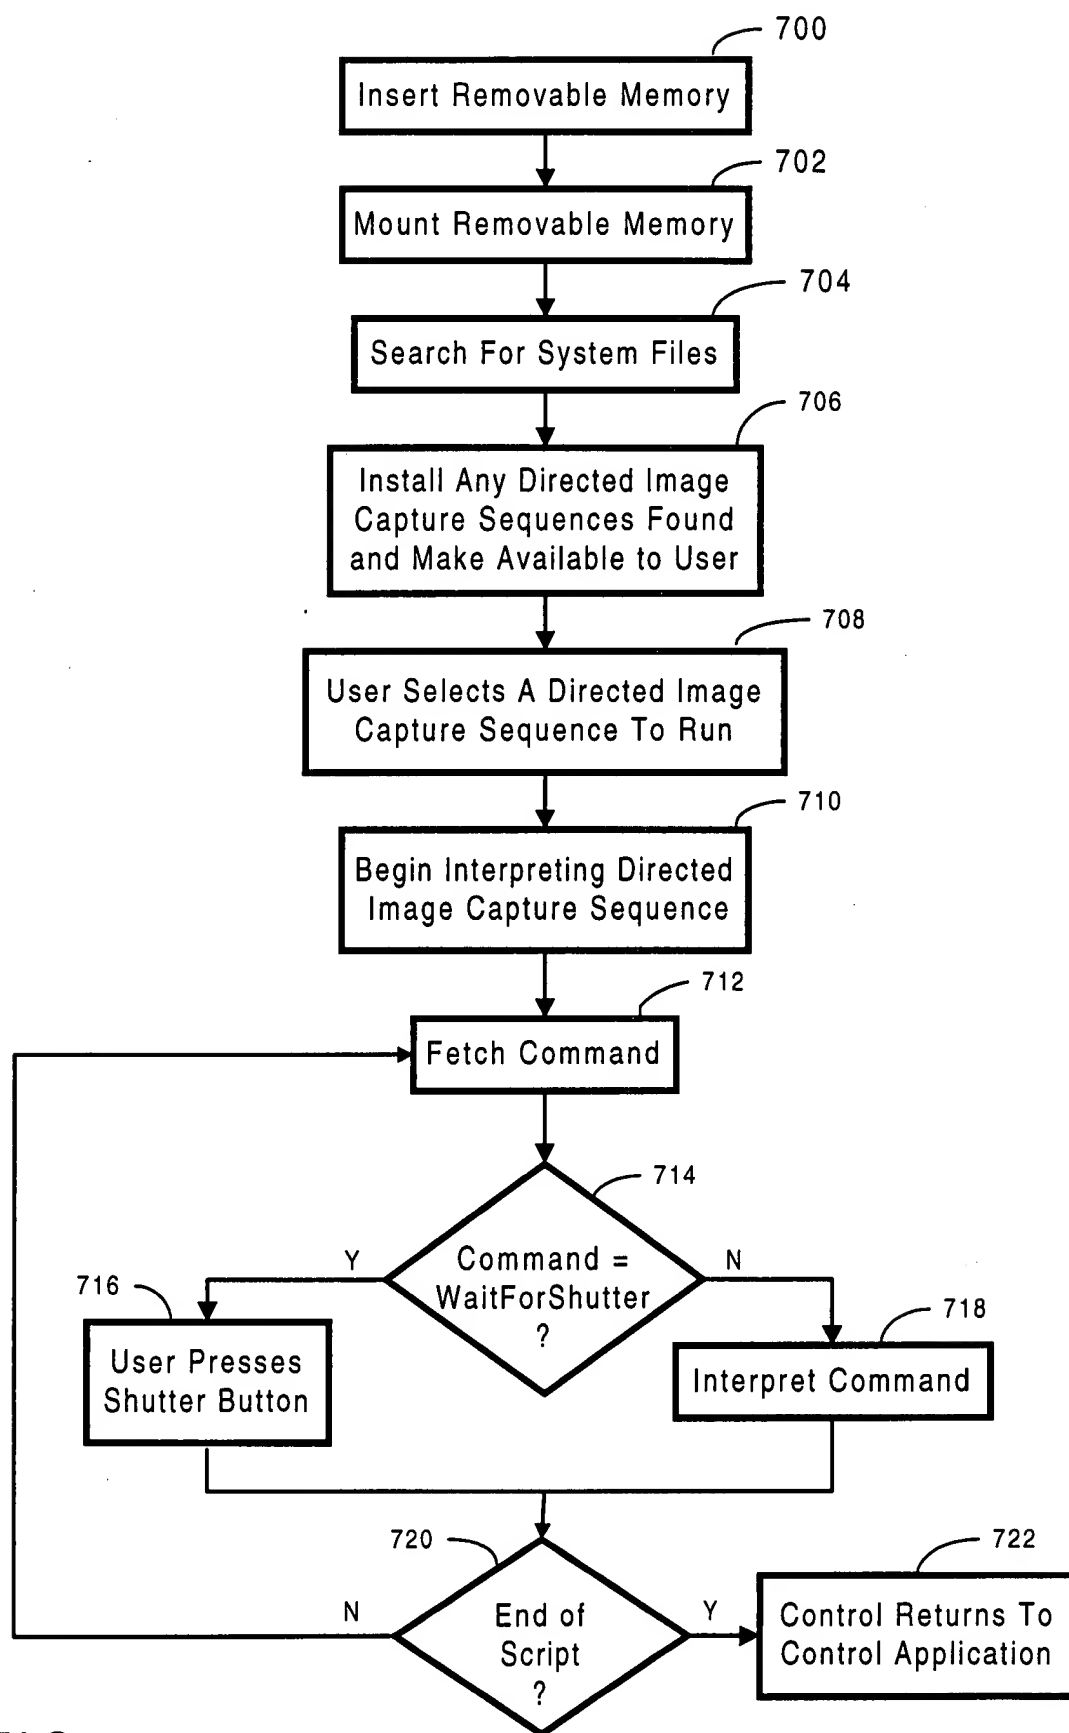 700
Insert Removable Memory
702
Mount Removable Memory
704
Search For System Files
706
Install Any Directed Image
Capture Sequences Found
and Make Available to User
708
User Selects A Directed Image
Capture Sequence To Run
710
Begin Interpreting Directed
Image Capture Sequence
712
Fetch Command
714
Command =
WaitForShutter
?
Y
N
716
User Presses
Shutter Button
718
Interpret Command
720
End of
Script
?
N
Y
722
Control Returns To
Control Application